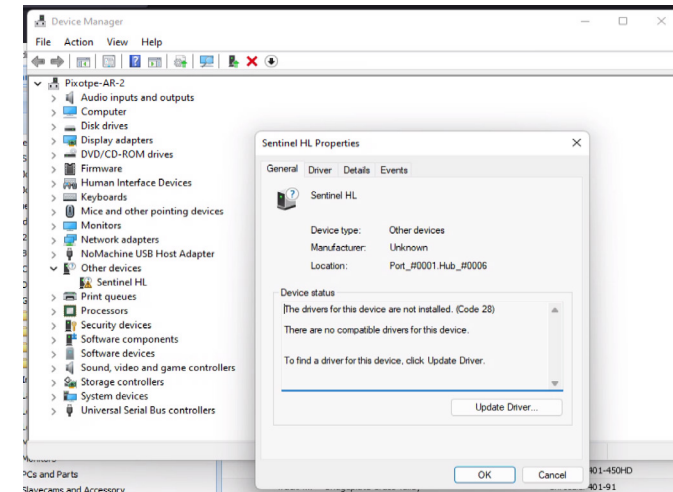 Device Manager
File Action View Help
Pixotpe-AR-2
Audio inputs and outputs
Computer
Disk drives
Display adapters
DVD/CD-ROM drives
Firmware
Human Interface Devices
Keyboards
Mice and other pointing devices
Monitors
Network adapters
NoMachine USB Host Adapter
Other devices
Sentinel HL
Print queues
Processors
Security devices
Software components
Software devices
Sound, video and game controllers
Storage controllers
System devices
Universal Serial Bus controllers
Sentinel HL Properties
General Driver Details Events
Sentinel HL
Device type: Other devices
Manufacturer: Unknown
Location: Port_#0001.Hub_#0006
Device status
The drivers for this device are not installed. (Code 28)
There are no compatible drivers for this device.
To find a driver for this device, click Update Driver.
Update Driver...
OK Cancel
PCs and Parts
401-450HD
Slavecams and Accessory
401-91